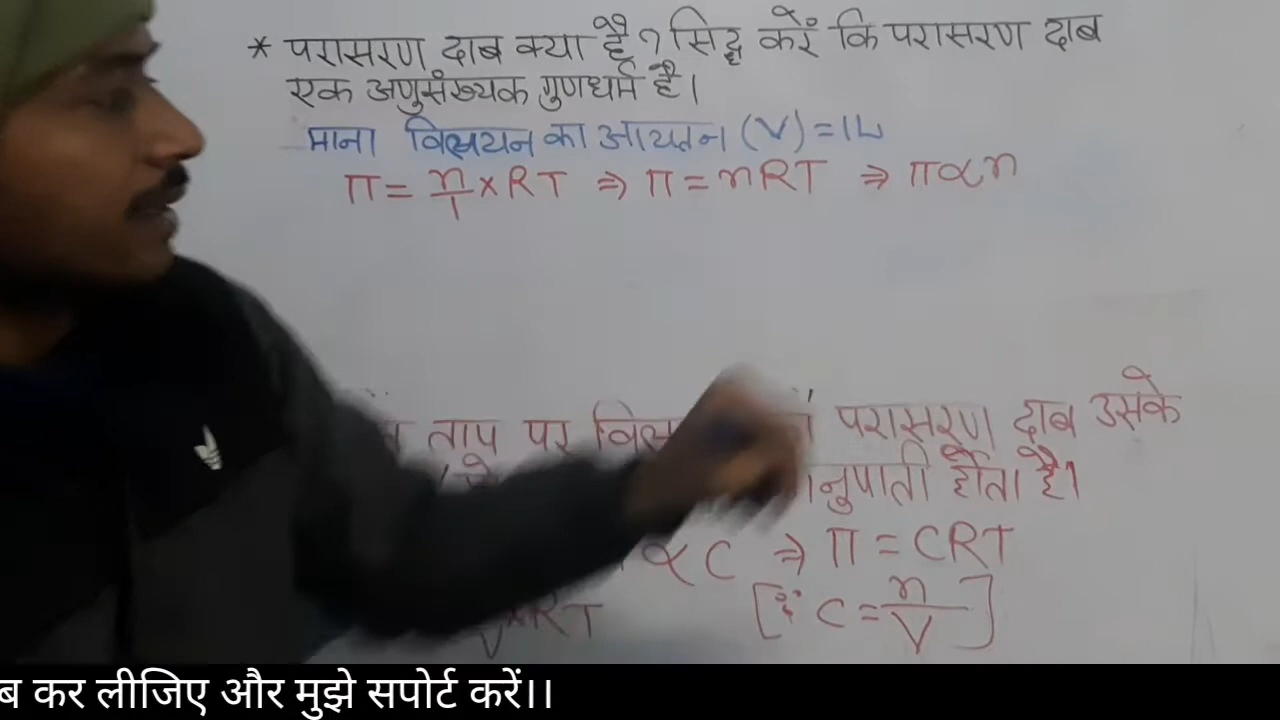 * परासरण दाब क्या है? सिद्ध करें कि परासरण दाब
एक अणुसंख्यक गुणधर्म है।
माना विलयन का आयतन (V) = 1L
π = n/1 × RT ⇒ π = nRT ⇒ π ∝ n
ताप पर परासरण दाब उसके
होता है।
∝ C ⇒ π = CRT
V × RT [∵ C = n/V]
कर लीजिए और मुझे सपोर्ट करें।।